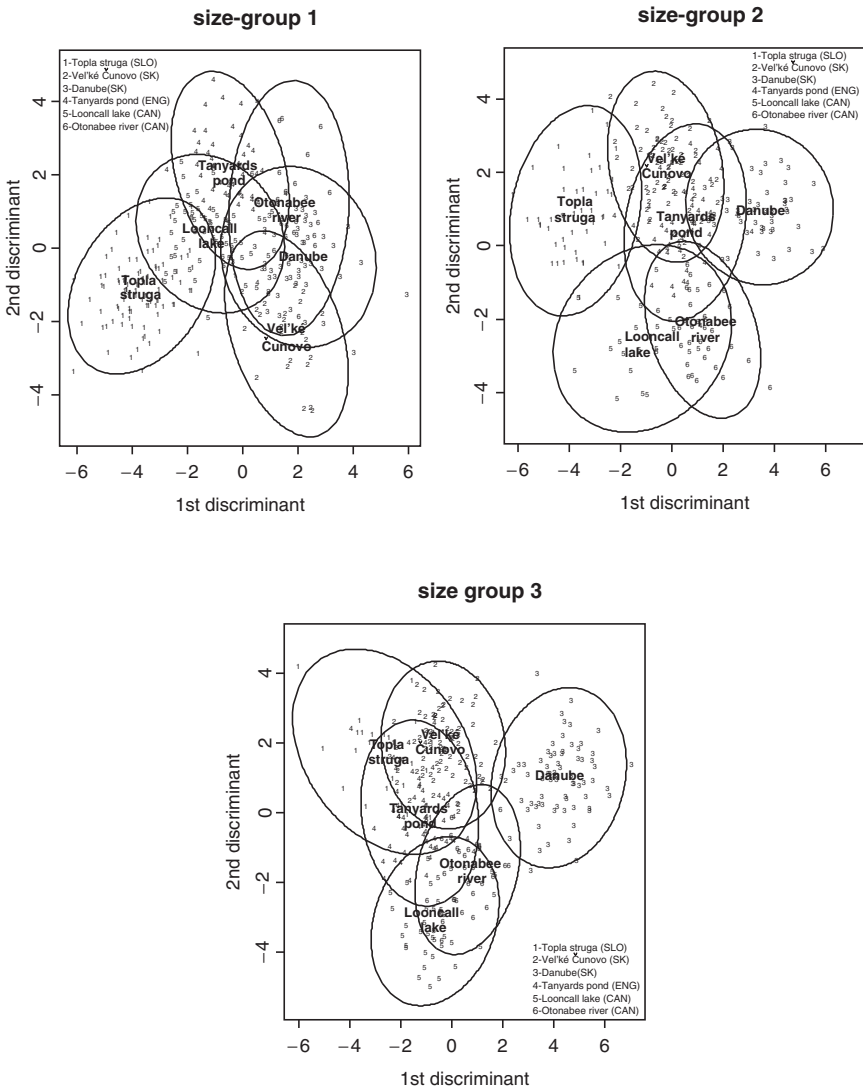 size-group 1
1-Topla struga (SLO)
2-Vel'ké Čunovo (SK)
3-Danube(SK)
4-Tanyards pond (ENG)
5-Looncall lake (CAN)
6-Otonabee river (CAN)
Tanyards
pond
Otonabee
river
Looncall
lake
Danube
Topla
struga
Vel'ké
Čunovo
4
2
0
−2
−4
2nd discriminant
−6 −4 −2 0 2 4 6
1st discriminant
size-group 2
1-Topla struga (SLO)
2-Vel'ké Čunovo (SK)
3-Danube(SK)
4-Tanyards pond (ENG)
5-Looncall lake (CAN)
6-Otonabee river (CAN)
Vel'ké
Čunovo
Topla
struga
Tanyards
pond
Danube
Otonabee
river
Looncall
lake
4
2
0
−2
−4
2nd discriminant
−6 −4 −2 0 2 4 6
1st discriminant
size group 3
Vel'ké
Čunovo
Topla
struga
Danube
Tanyards
pond
Otonabee
river
Looncall
lake
1-Topla struga (SLO)
2-Vel'ké Čunovo (SK)
3-Danube(SK)
4-Tanyards pond (ENG)
5-Looncall lake (CAN)
6-Otonabee river (CAN)
4
2
0
−2
−4
2nd discriminant
−6 −4 −2 0 2 4 6
1st discriminant